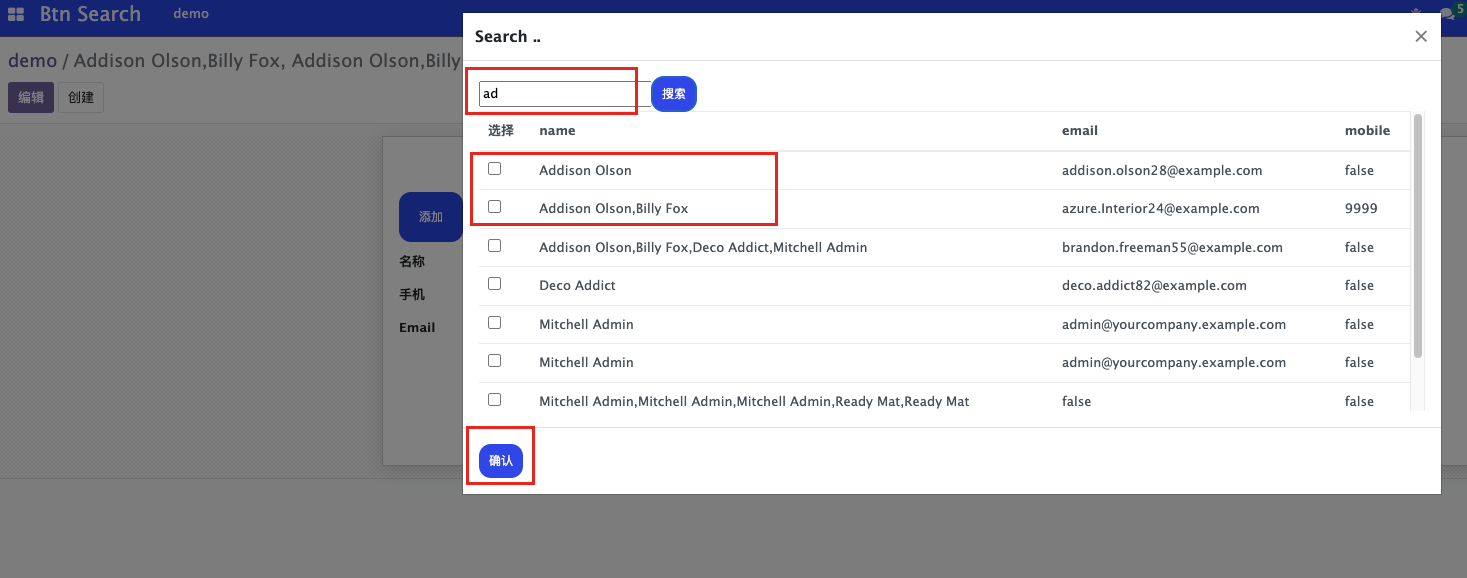 Btn Search demo 5
demo / Addison Olson,Billy Fox, Addison Olson,Billy
编辑 创建
Search ..
ad 搜索
选择 name email mobile
Addison Olson addison.olson28@example.com false
Addison Olson,Billy Fox azure.Interior24@example.com 9999
Addison Olson,Billy Fox,Deco Addict,Mitchell Admin brandon.freeman55@example.com false
Deco Addict deco.addict82@example.com false
Mitchell Admin admin@yourcompany.example.com false
Mitchell Admin admin@yourcompany.example.com false
Mitchell Admin,Mitchell Admin,Mitchell Admin,Ready Mat,Ready Mat false false
确认
添加
名称
手机
Email